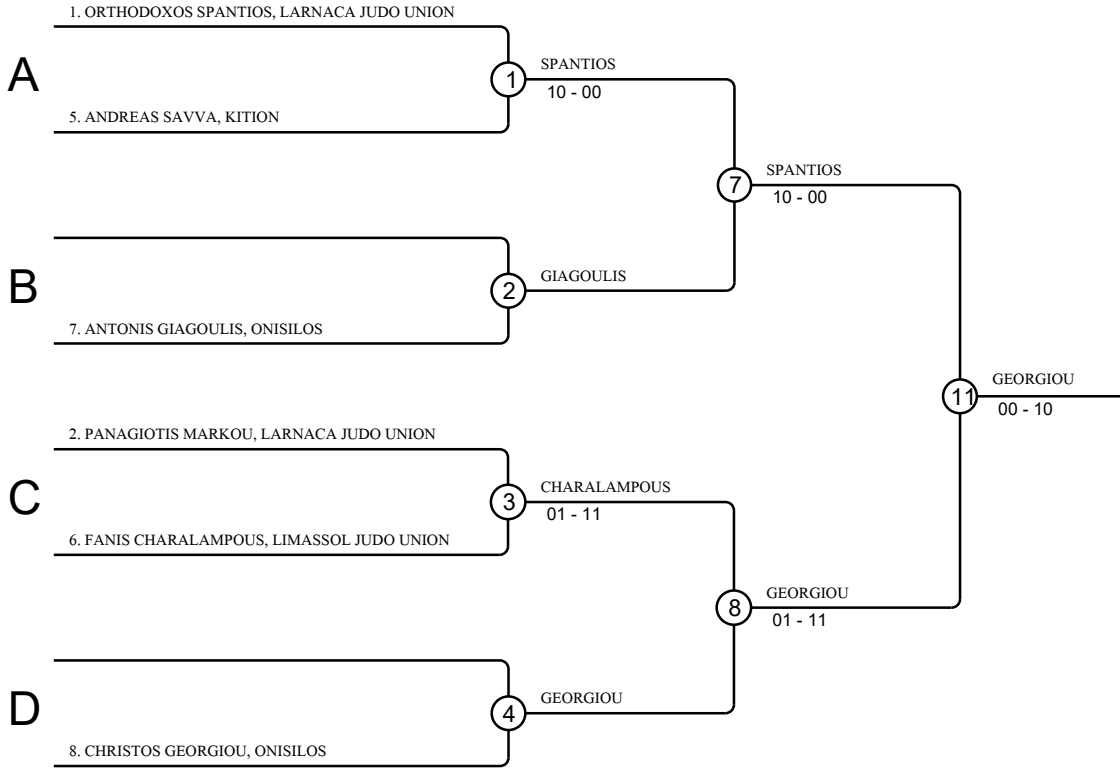 1. ORTHODOXOS SPANTIOS, LARNACA JUDO UNION
A
1
SPANTIOS
10 - 00
5. ANDREAS SAVVA, KITION
7
SPANTIOS
10 - 00
B
2
GIAGOULIS
7. ANTONIS GIAGOULIS, ONISILOS
11
GEORGIOU
00 - 10
2. PANAGIOTIS MARKOU, LARNACA JUDO UNION
C
3
CHARALAMPOUS
01 - 11
6. FANIS CHARALAMPOUS, LIMASSOL JUDO UNION
8
GEORGIOU
01 - 11
D
4
GEORGIOU
8. CHRISTOS GEORGIOU, ONISILOS